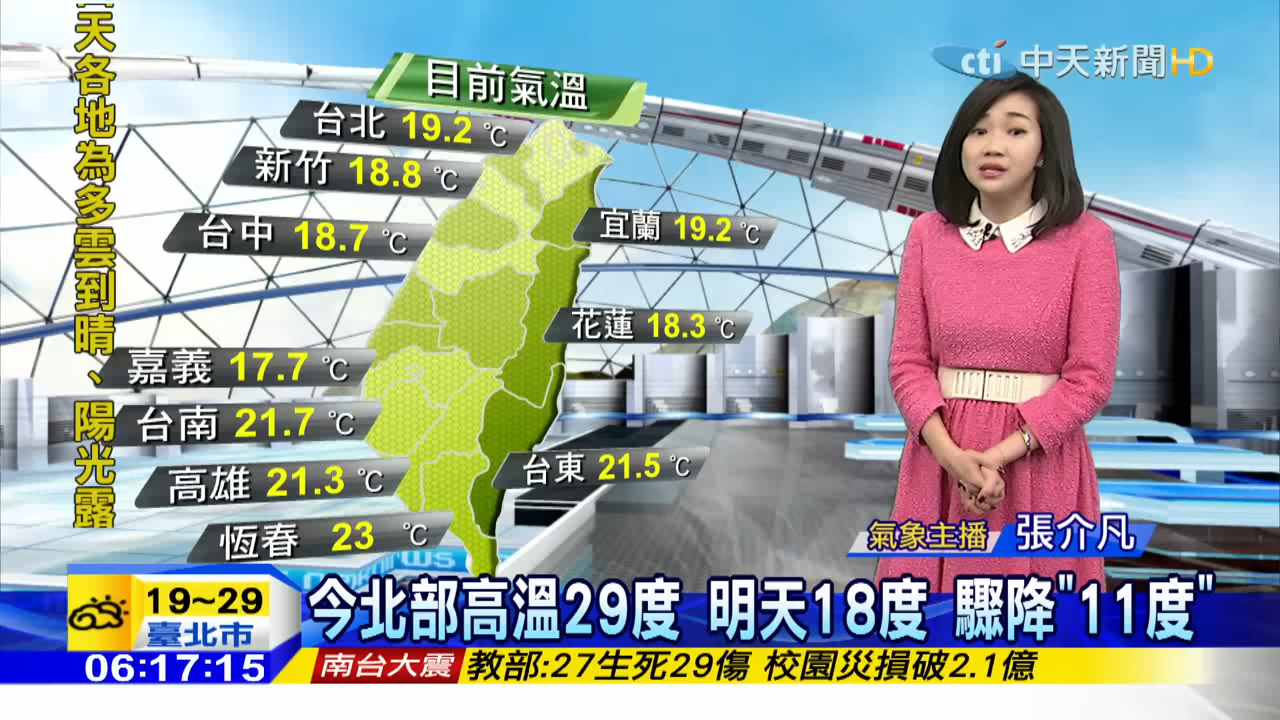 天各地為多雲到晴、陽光露
cti 中天新聞HD
目前氣溫
台北 19.2 ℃
新竹 18.8 ℃
台中 18.7 ℃
宜蘭 19.2 ℃
花蓮 18.3 ℃
嘉義 17.7 ℃
台南 21.7 ℃
高雄 21.3 ℃
台東 21.5 ℃
恆春 23 ℃
氣象主播 張介凡
19~29
臺北市
今北部高溫29度 明天18度 驟降"11度"
06:17:15
南台大震 教部:27生死29傷 校園災損破2.1億